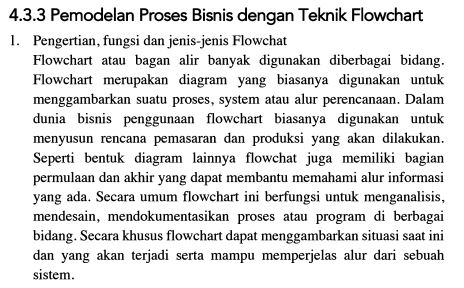 4.3.3 Pemodelan Proses Bisnis dengan Teknik Flowchart
1. Pengertian, fungsi dan jenis-jenis Flowchat
Flowchart atau bagan alir banyak digunakan diberbagai bidang.
Flowchart merupakan diagram yang biasanya digunakan untuk
menggambarkan suatu proses, system atau alur perencanaan. Dalam
dunia bisnis penggunaan flowchart biasanya digunakan untuk
menyusun rencana pemasaran dan produksi yang akan dilakukan.
Seperti bentuk diagram lainnya flowchat juga memiliki bagian
permulaan dan akhir yang dapat membantu memahami alur informasi
yang ada. Secara umum flowchart ini berfungsi untuk menganalisis,
mendesain, mendokumentasikan proses atau program di berbagai
bidang. Secara khusus flowchart dapat menggambarkan situasi saat ini
dan yang akan terjadi serta mampu memperjelas alur dari sebuah
sistem.